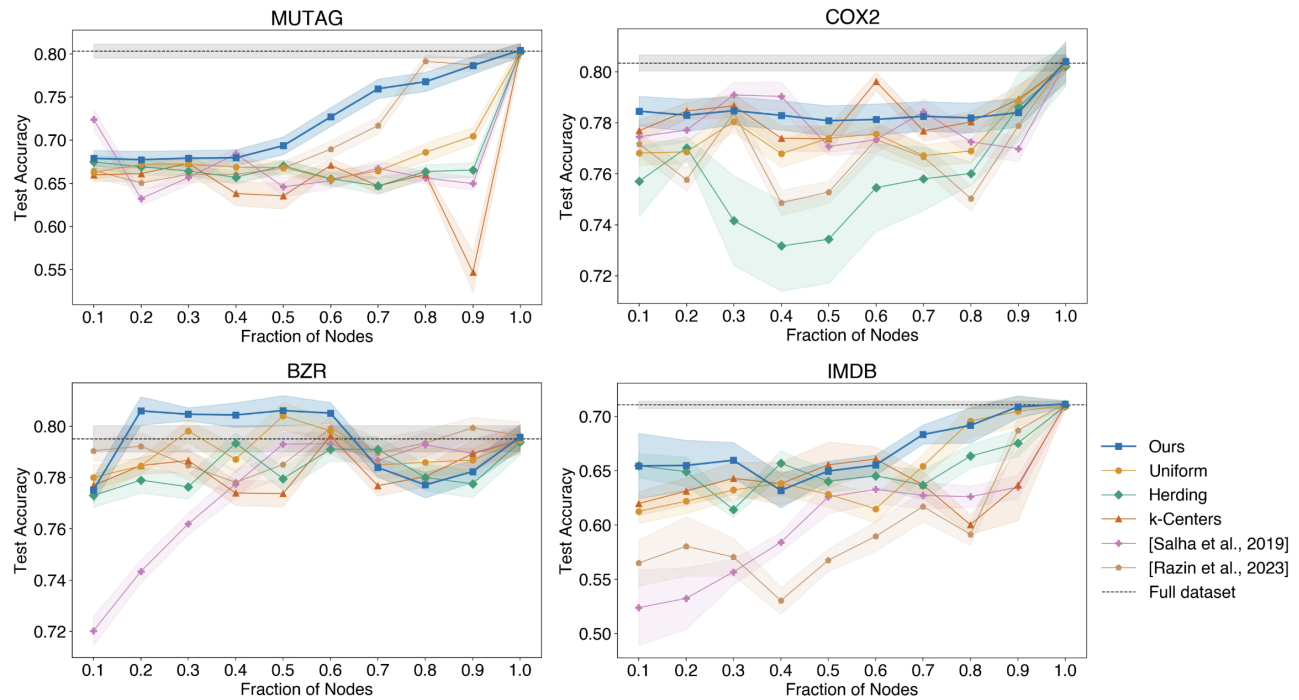 MUTAG
0.80
0.75
0.70
0.65
0.60
0.55
Test Accuracy
0.1 0.2 0.3 0.4 0.5 0.6 0.7 0.8 0.9 1.0
Fraction of Nodes
COX2
0.80
0.78
0.76
0.74
0.72
Test Accuracy
0.1 0.2 0.3 0.4 0.5 0.6 0.7 0.8 0.9 1.0
Fraction of Nodes
BZR
0.80
0.78
0.76
0.74
0.72
Test Accuracy
0.1 0.2 0.3 0.4 0.5 0.6 0.7 0.8 0.9 1.0
Fraction of Nodes
IMDB
0.70
0.65
0.60
0.55
0.50
Test Accuracy
0.1 0.2 0.3 0.4 0.5 0.6 0.7 0.8 0.9 1.0
Fraction of Nodes
Ours
Uniform
Herding
k-Centers
[Salha et al., 2019]
[Razin et al., 2023]
Full dataset